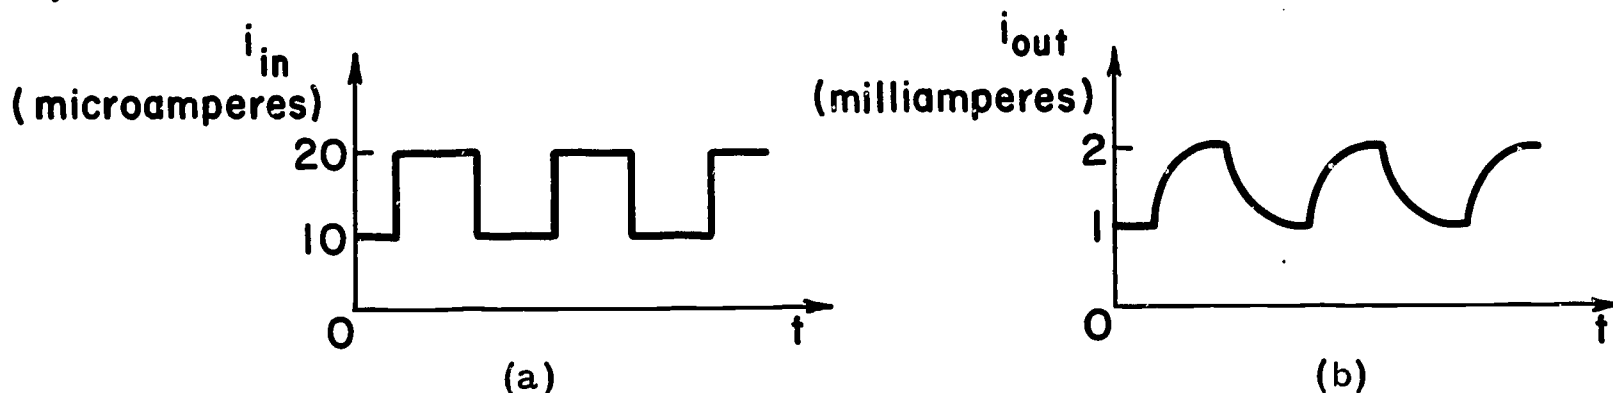 i in
(microamperes)
20
10
0
t
(a)
i out
(milliamperes)
2
1
0
t
(b)